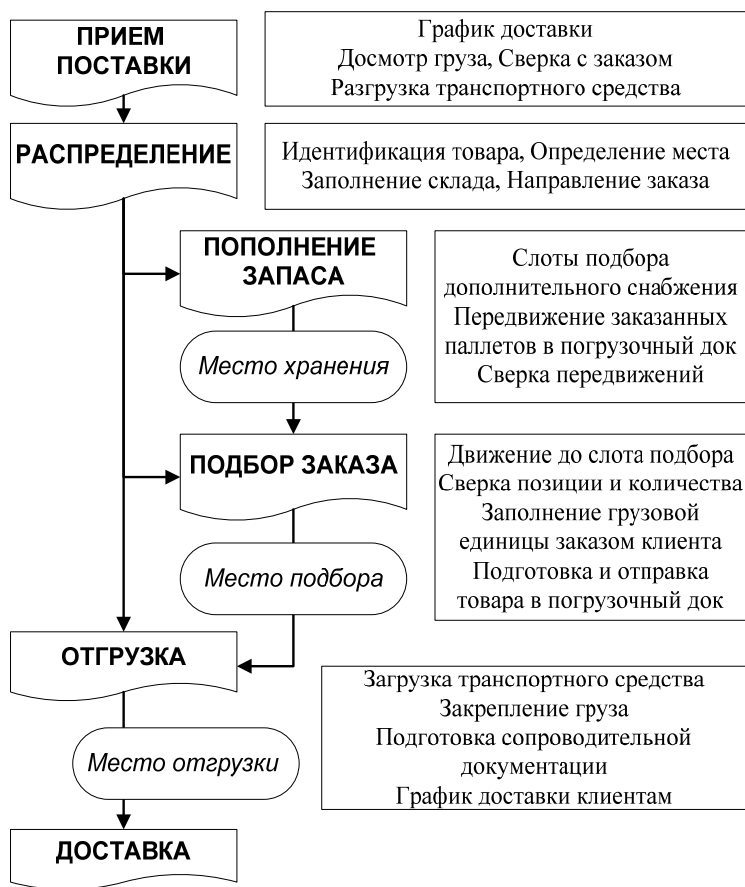 ПРИЕМ
ПОСТАВКИ
График доставки
Досмотр груза, Сверка с заказом
Разгрузка транспортного средства
РАСПРЕДЕЛЕНИЕ
Идентификация товара, Определение места
Заполнение склада, Направление заказа
ПОПОЛНЕНИЕ
ЗАПАСА
Место хранения
Слоты подбора
дополнительного снабжения
Передвижение заказанных
паллетов в погрузочный док
Сверка передвижений
ПОДБОР ЗАКАЗА
Место подбора
Движение до слота подбора
Сверка позиции и количества
Заполнение грузовой
единицы заказом клиента
Подготовка и отправка
товара в погрузочный док
ОТГРУЗКА
Место отгрузки
Загрузка транспортного средства
Закрепление груза
Подготовка сопроводительной
документации
График доставки клиентам
ДОСТАВКА